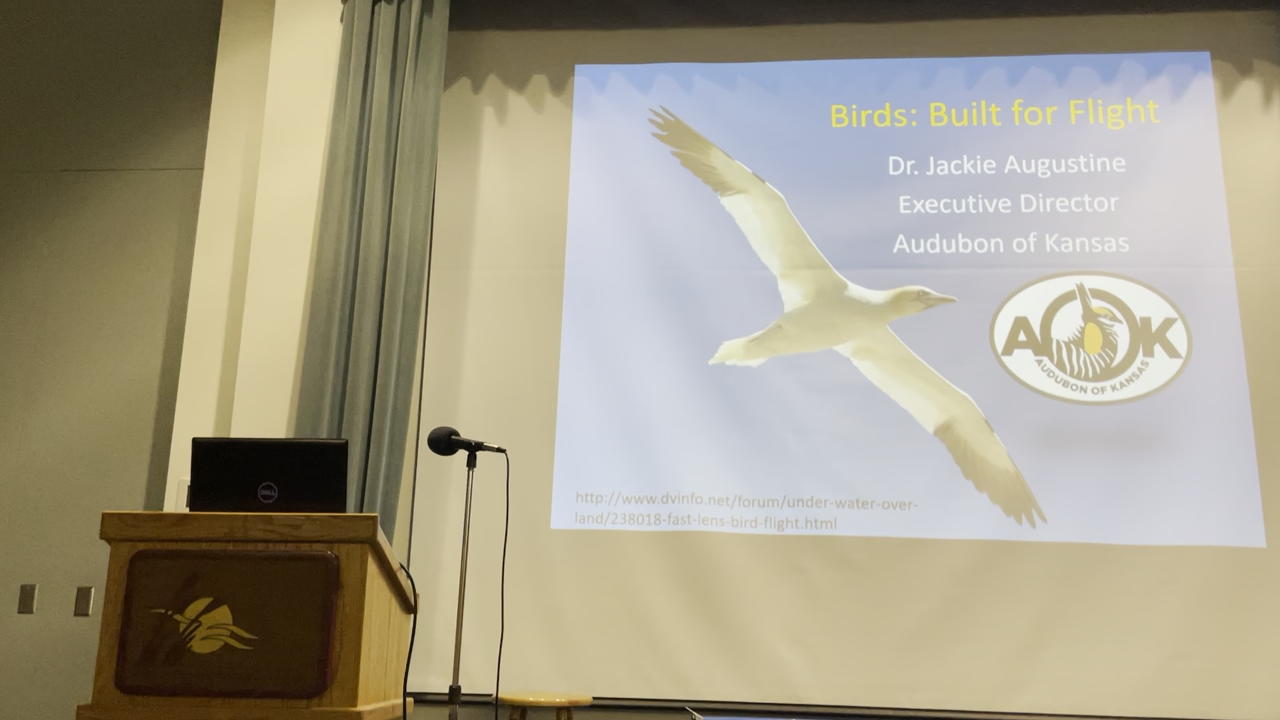 Birds: Built for Flight
Dr. Jackie Augustine
Executive Director
Audubon of Kansas
AOK
AUDUBON OF KANSAS
http://www.dvinfo.net/forum/under-water-over-
land/238018-fast-lens-bird-flight.html
DELL